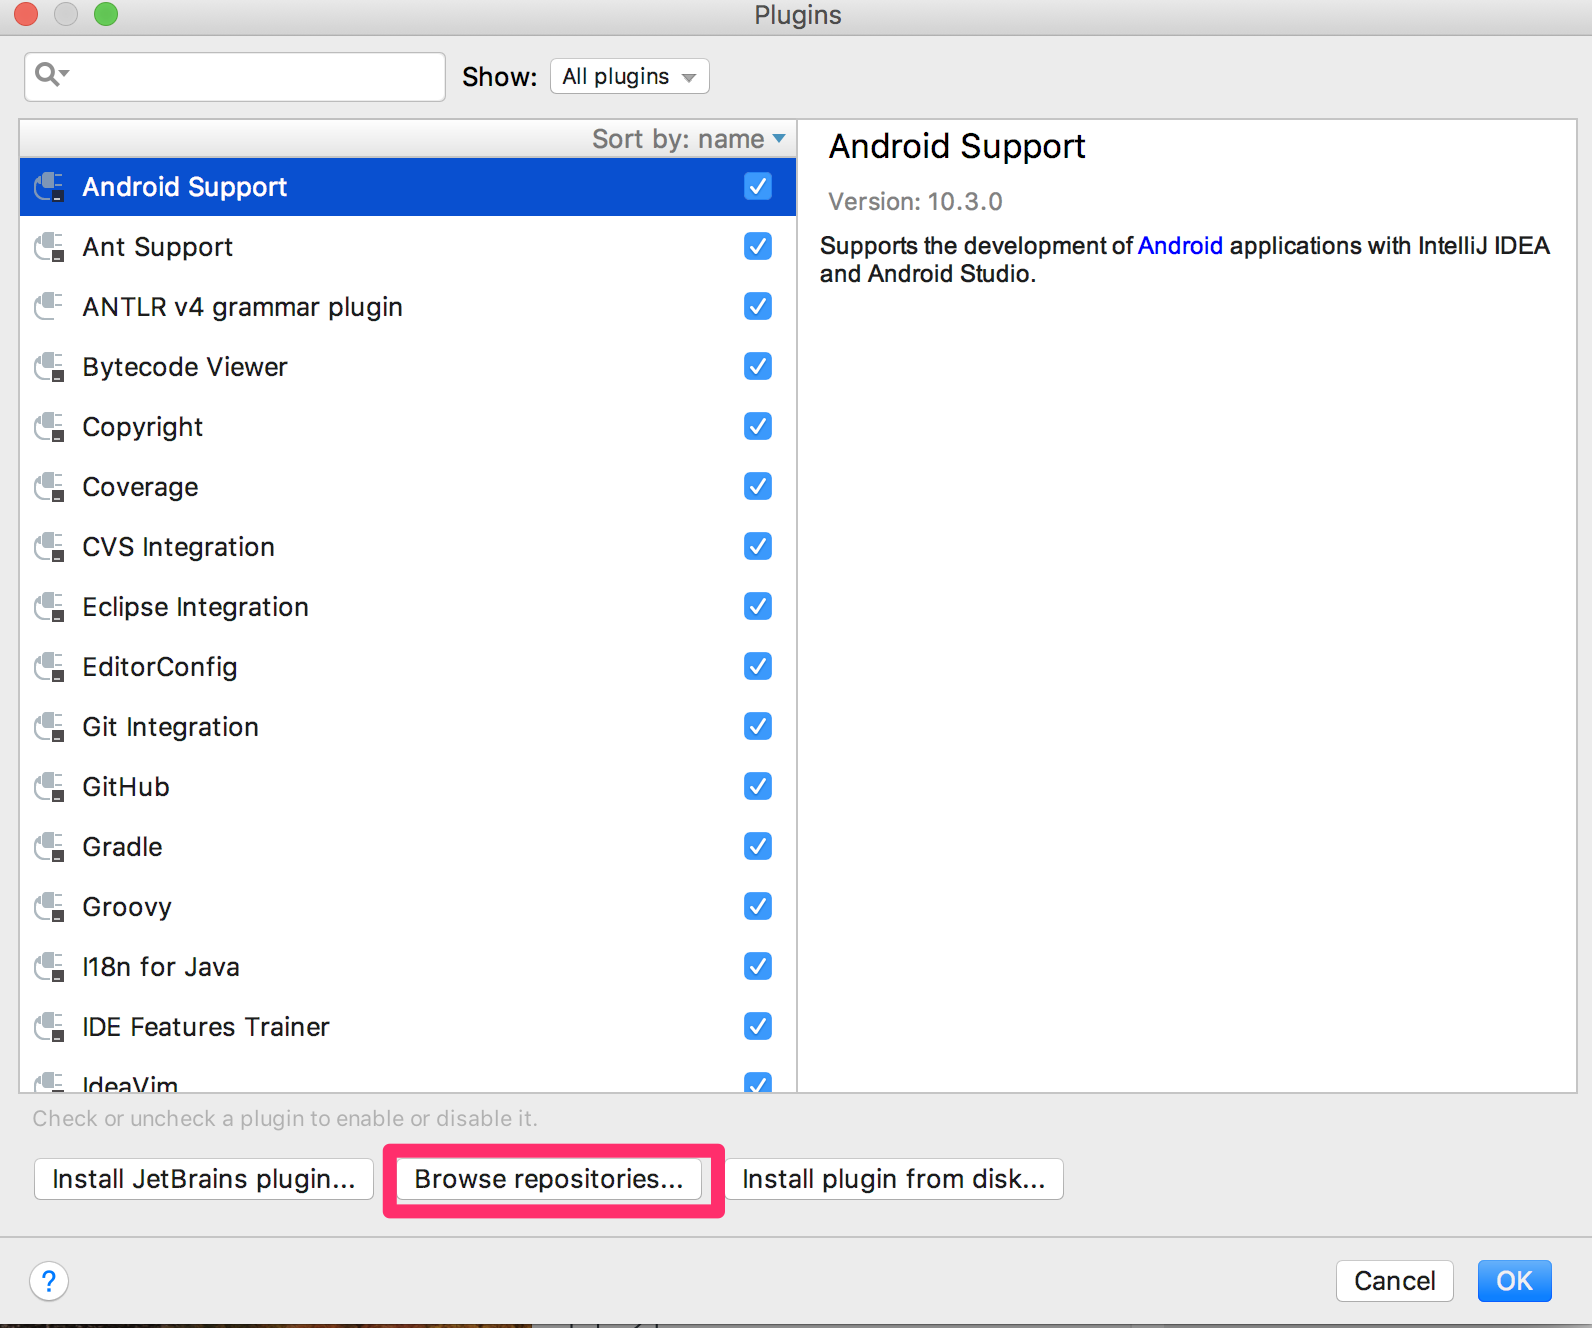 Plugins
Show: All plugins
Sort by: name
Android Support
Ant Support
ANTLR v4 grammar plugin
Bytecode Viewer
Copyright
Coverage
CVS Integration
Eclipse Integration
EditorConfig
Git Integration
GitHub
Gradle
Groovy
I18n for Java
IDE Features Trainer
IdeaVim
Android Support
Version: 10.3.0
Supports the development of Android applications with IntelliJ IDEA
and Android Studio.
Check or uncheck a plugin to enable or disable it.
Install JetBrains plugin... Browse repositories... Install plugin from disk...
? Cancel OK